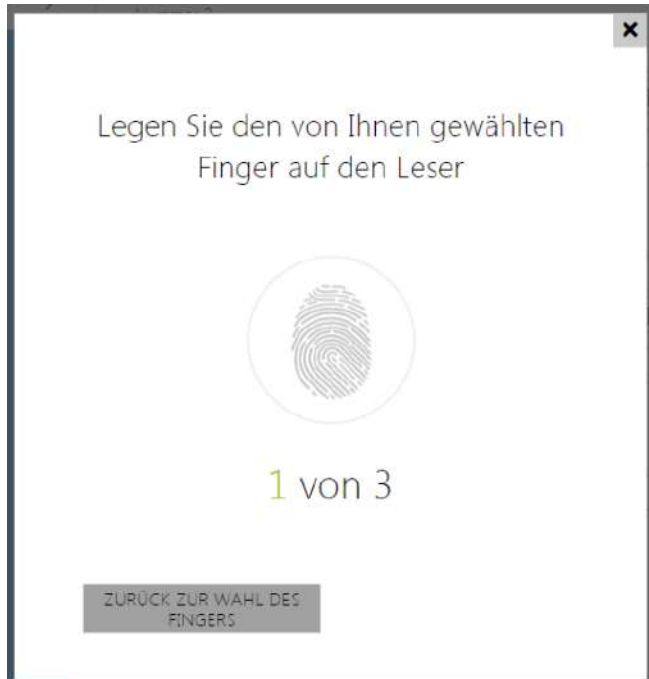 Legen Sie den von Ihnen gewählten
Finger auf den Leser
1 von 3
ZURÜCK ZUR WAHL DES
FINGERS